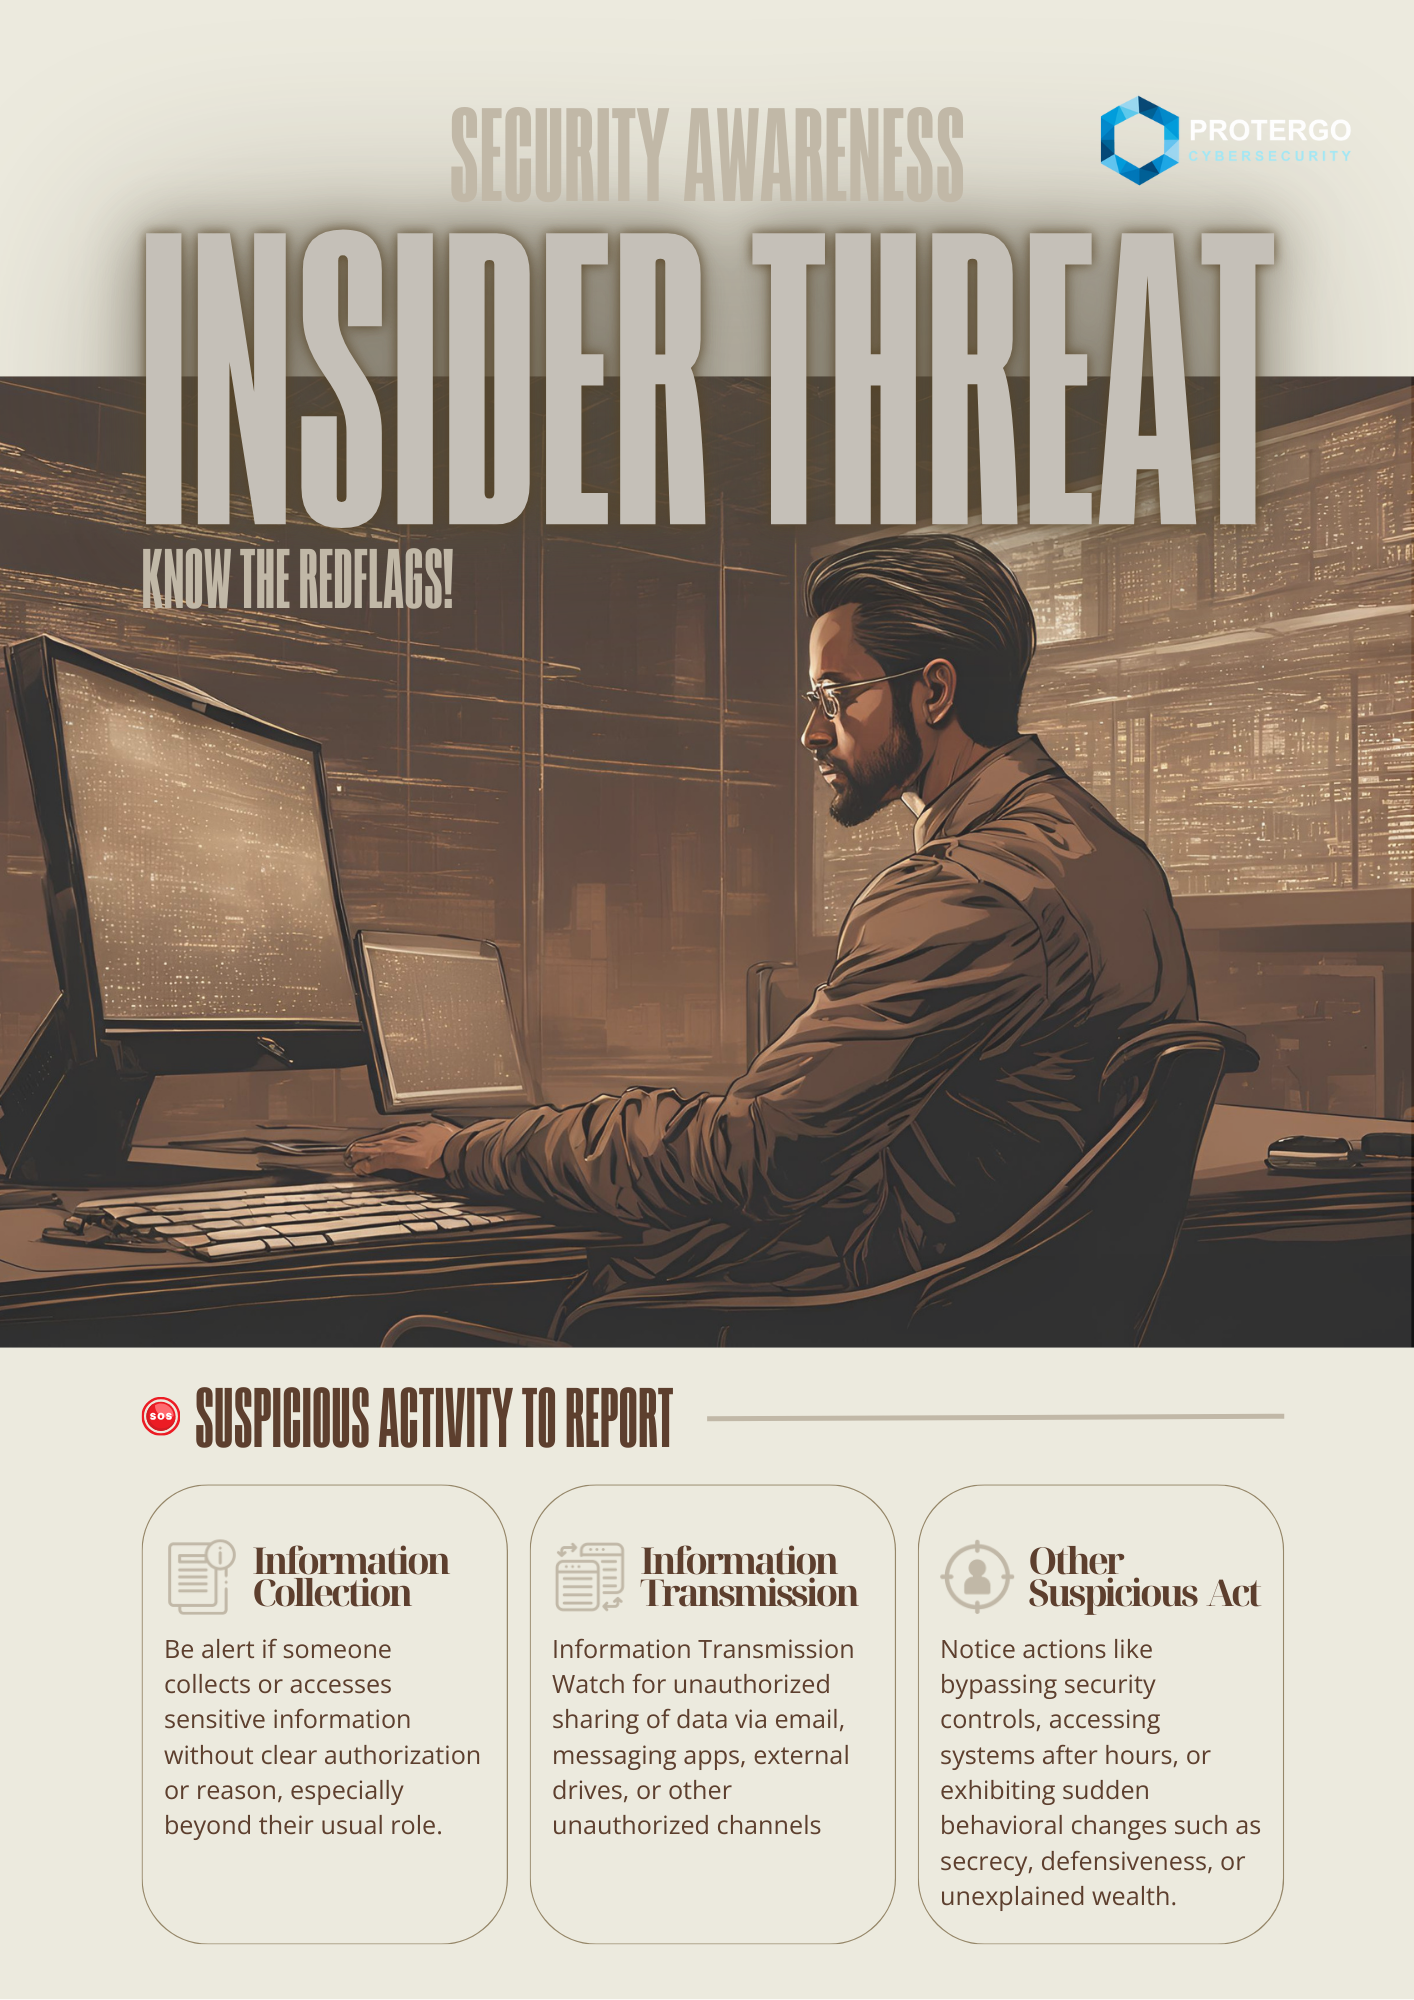 SECURITY AWARENESS
PROTERGO
CYBERSECURITY
INSIDER THREAT
KNOW THE REDFLAGS!
SOS
SUSPICIOUS ACTIVITY TO REPORT
Information
Collection
Be alert if someone
collects or accesses
sensitive information
without clear authorization
or reason, especially
beyond their usual role.
Information
Transmission
Information Transmission
Watch for unauthorized
sharing of data via email,
messaging apps, external
drives, or other
unauthorized channels
Other
Suspicious Act
Notice actions like
bypassing security
controls, accessing
systems after hours, or
exhibiting sudden
behavioral changes such as
secrecy, defensiveness, or
unexplained wealth.